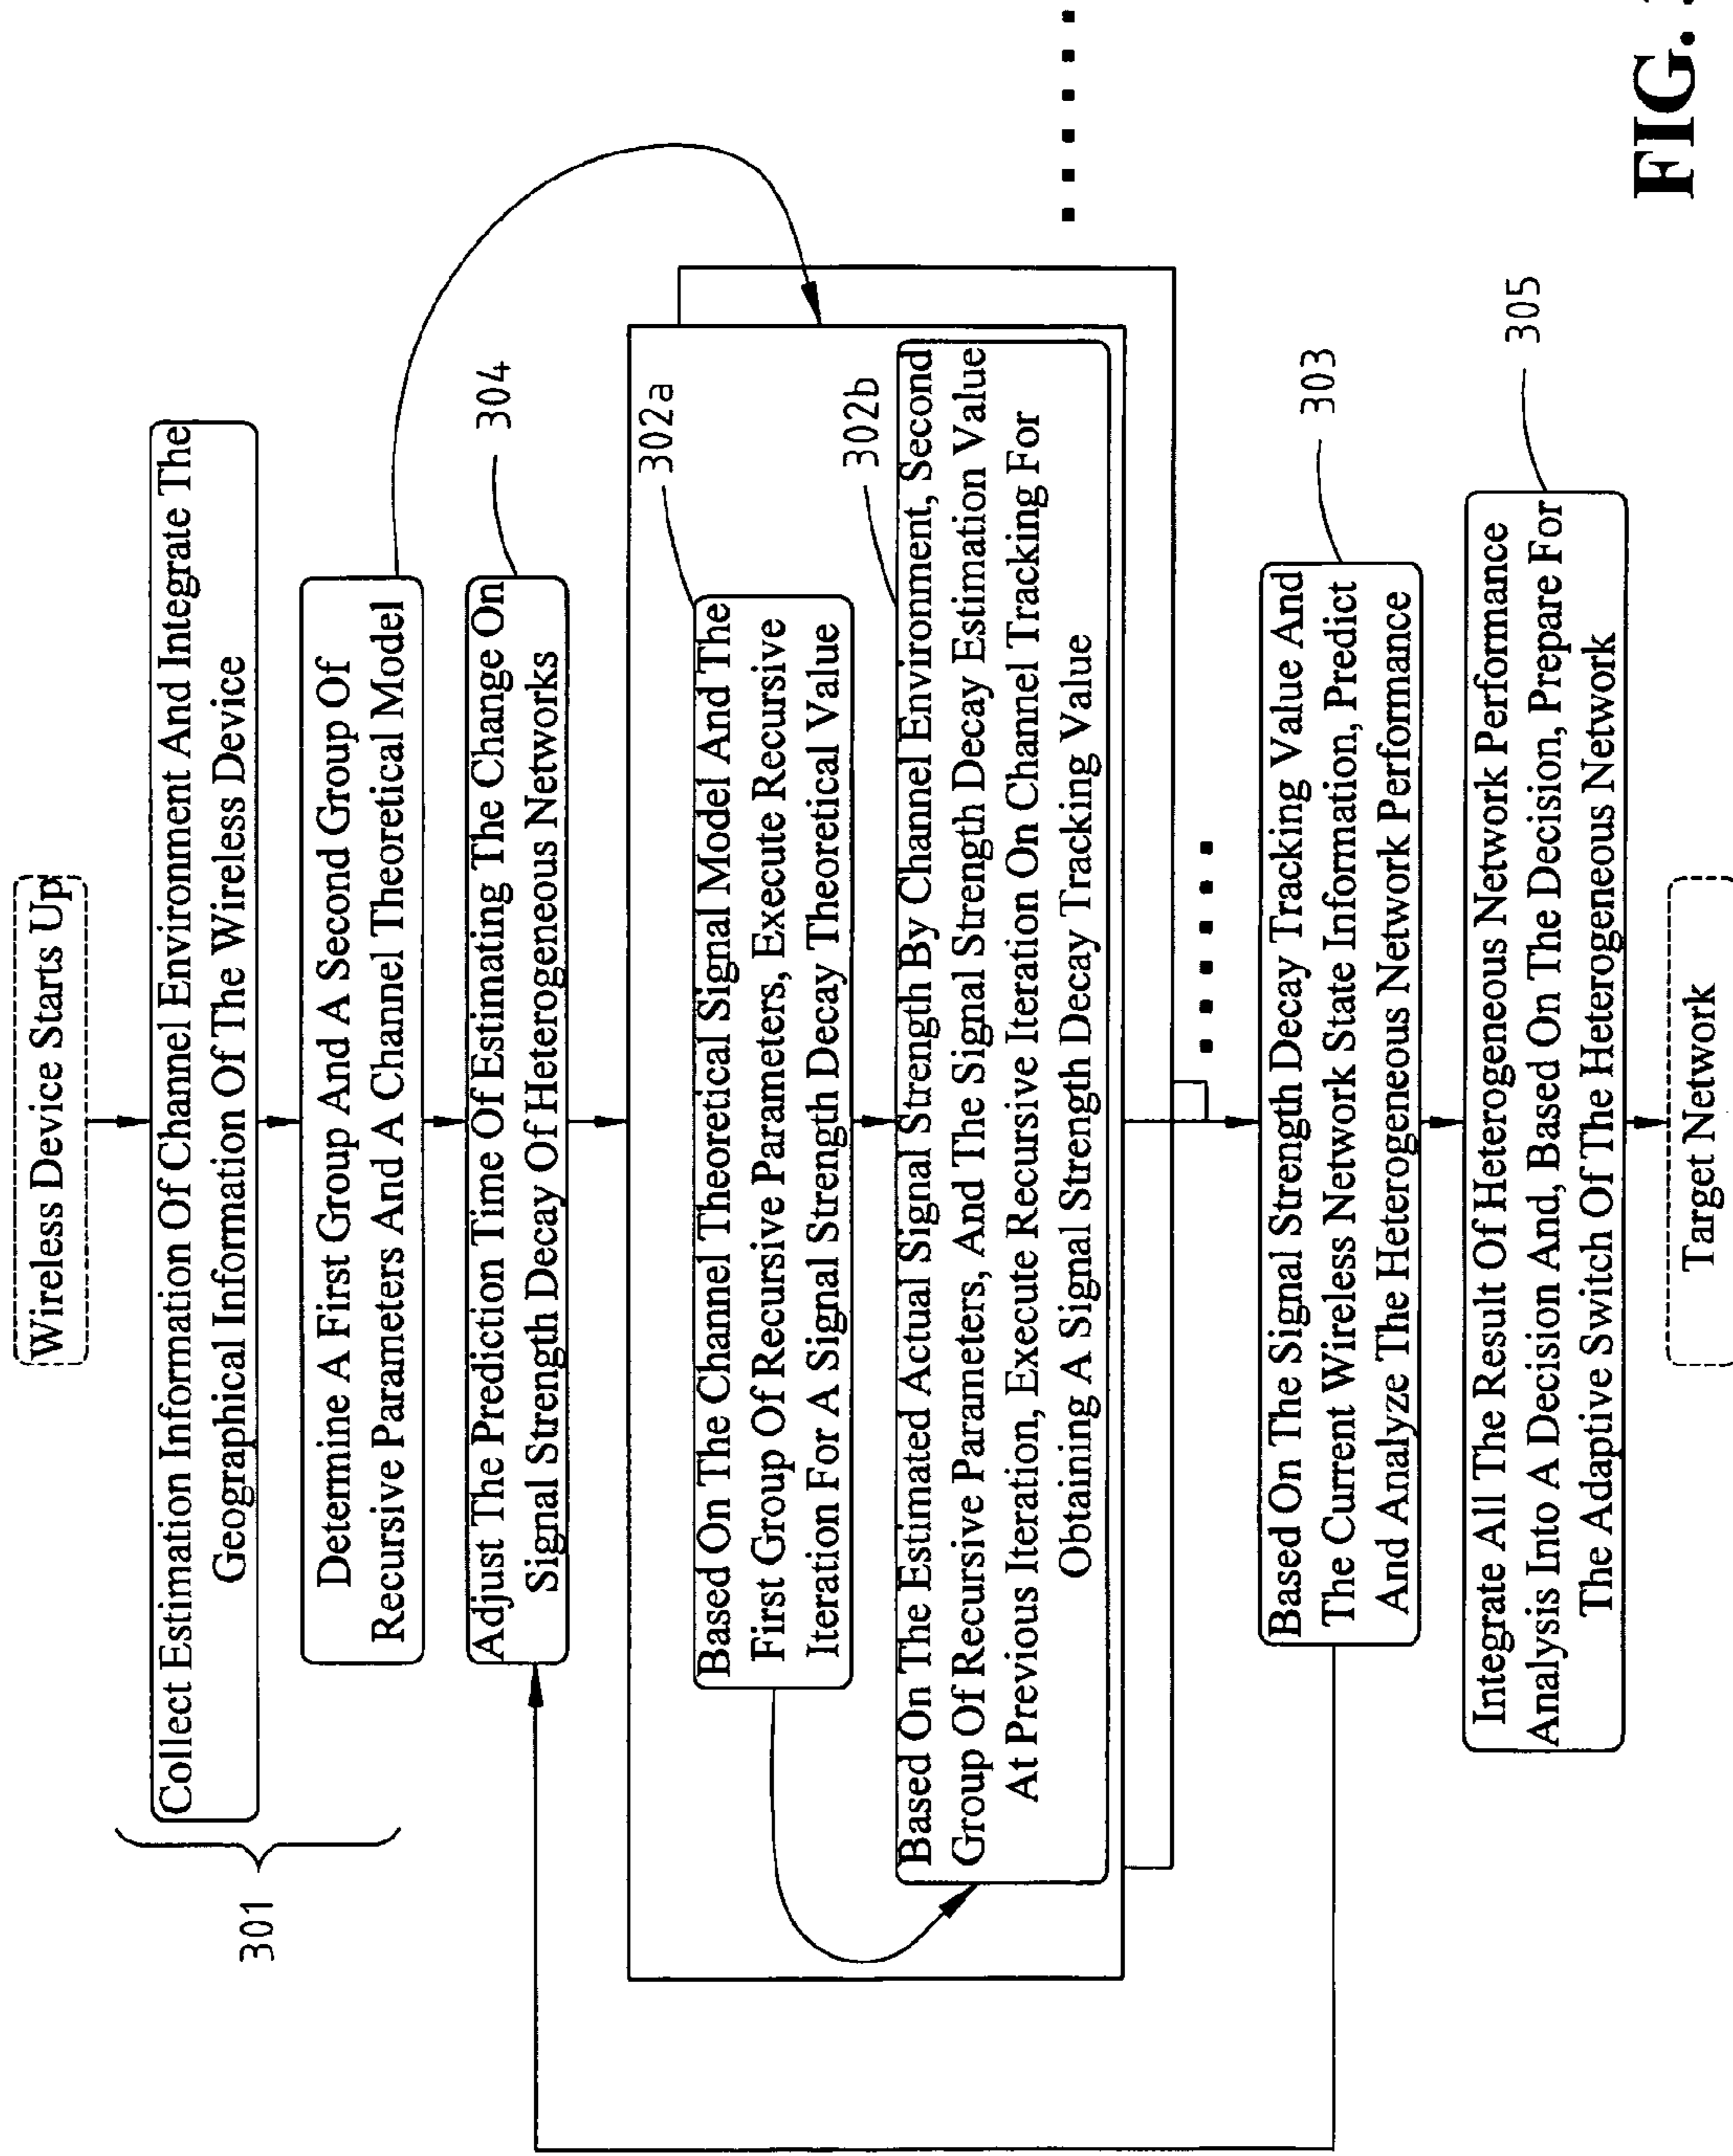 Wireless Device Starts Up
Collect Estimation Information Of Channel Environment And Integrate The
Geographical Information Of The Wireless Device
301
Determine A First Group And A Second Group Of
Recursive Parameters And A Channel Theoretical Model
Adjust The Prediction Time Of Estimating The Change On
Signal Strength Decay Of Heterogeneous Networks
304
302a
Based On The Channel Theoretical Signal Model And The
First Group Of Recursive Parameters, Execute Recursive
Iteration For A Signal Strength Decay Theoretical Value
302b
Based On The Estimated Actual Signal Strength By Channel Environment, Second
Group Of Recursive Parameters, And The Signal Strength Decay Estimation Value
At Previous Iteration, Execute Recursive Iteration On Channel Tracking For
Obtaining A Signal Strength Decay Tracking Value
Based On The Signal Strength Decay Tracking Value And
The Current Wireless Network State Information, Predict
And Analyze The Heterogeneous Network Performance
303
Integrate All The Result Of Heterogeneous Network Performance
Analysis Into A Decision And, Based On The Decision, Prepare For
The Adaptive Switch Of The Heterogeneous Network
305
Target Network
FIG.